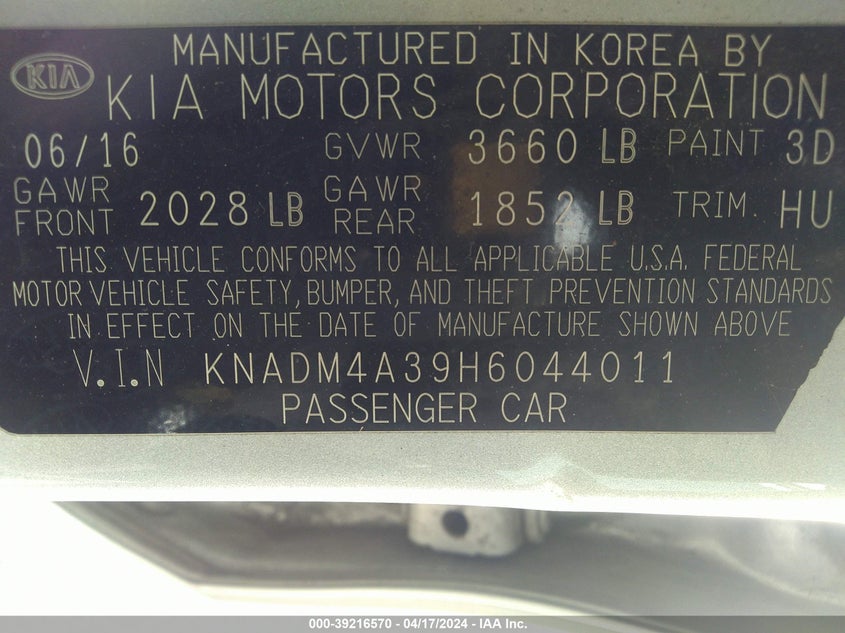 MANUFACTURED IN KOREA BY
KIA KIA MOTORS CORPORATION
06/16 GVWR 3660 LB PAINT 3D
GAWR FRONT 2028 LB GAWR REAR 1852 LB TRIM. HU
THIS VEHICLE CONFORMS TO ALL APPLICABLE U.S.A. FEDERAL
MOTOR VEHICLE SAFETY, BUMPER, AND THEFT PREVENTION STANDARDS
IN EFFECT ON THE DATE OF MANUFACTURE SHOWN ABOVE
V.I.N KNADM4A39H6044011
PASSENGER CAR
000-39216570 - 04/17/2024 - IAA Inc.